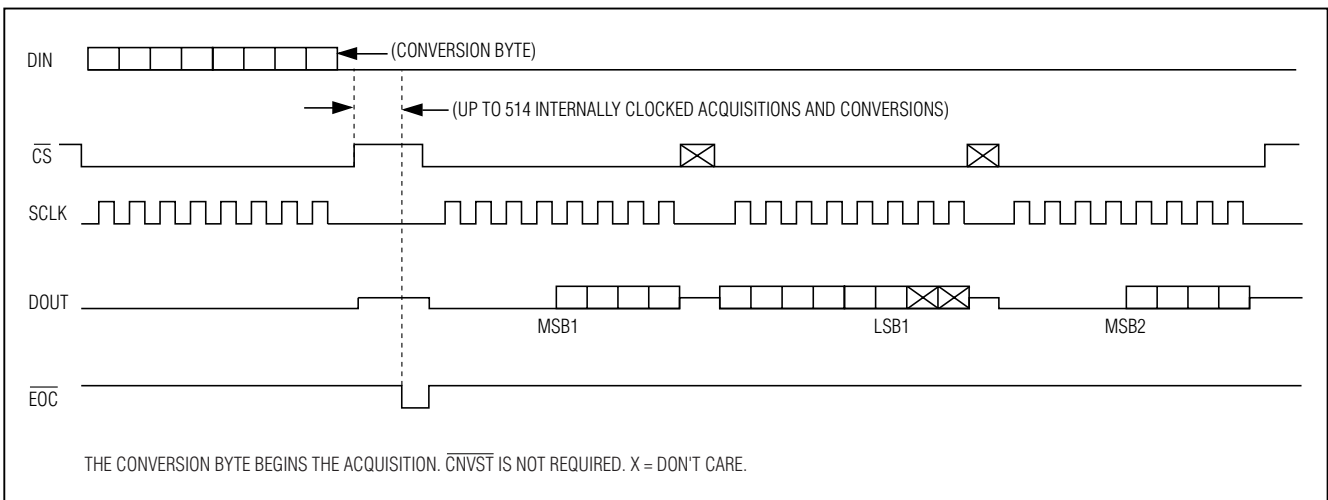 DIN
(CONVERSION BYTE)
(UP TO 514 INTERNALLY CLOCKED ACQUISITIONS AND CONVERSIONS)
CS
SCLK
DOUT
MSB1
LSB1
MSB2
EOC
THE CONVERSION BYTE BEGINS THE ACQUISITION. CNVST IS NOT REQUIRED. X = DON'T CARE.